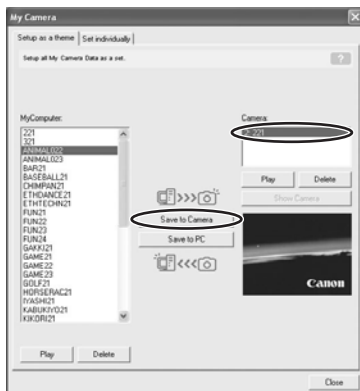 My Camera
Setup as a theme
Set individually
Setup all My Camera Data as a set.
?
MyComputer:
221
321
ANIMAL022
ANIMAL023
BAR21
BASEBALL21
CHIMPAN21
ETHDANCE21
ETHTECHN21
FUN21
FUN22
FUN23
FUN24
GAKKI21
GAME21
GAME22
GAME23
GOLF21
HORSERAC21
IYASHI21
KABUKIYO21
KIKORI21
Play
Delete
Save to Camera
Save to PC
Camera:
221
Play
Delete
Show Camera
Canon
Close